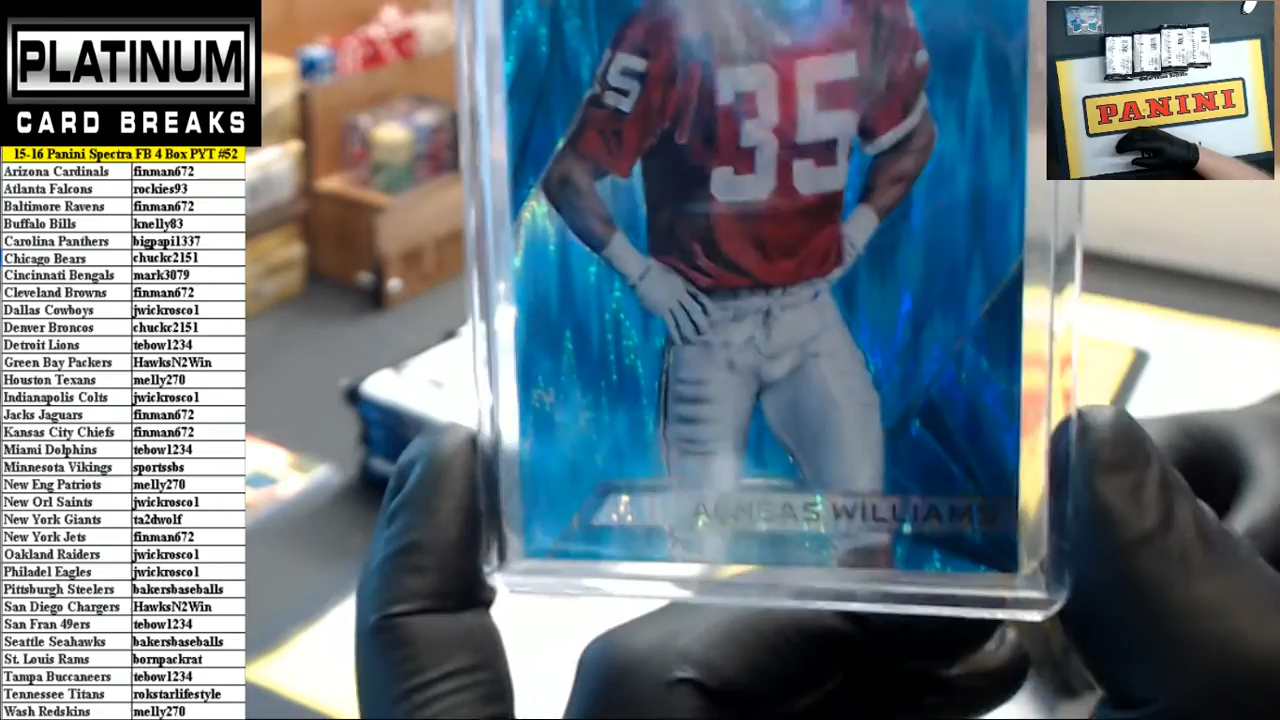 PLATINUM
CARD BREAKS
15-16 Panini Spectra FB 4 Box PYT #52
Arizona Cardinals finman672
Atlanta Falcons rockies93
Baltimore Ravens finman672
Buffalo Bills knelly83
Carolina Panthers bigpapi1337
Chicago Bears chuckc2151
Cincinnati Bengals mark3079
Cleveland Browns finman672
Dallas Cowboys jwickrosco1
Denver Broncos chuckc2151
Detroit Lions tebow1234
Green Bay Packers HawksN2Win
Houston Texans melly270
Indianapolis Colts jwickrosco1
Jacks Jaguars finman672
Kansas City Chiefs finman672
Miami Dolphins tebow1234
Minnesota Vikings sportssbs
New Eng Patriots melly270
New Orl Saints jwickrosco1
New York Giants ta2dwolf
New York Jets finman672
Oakland Raiders jwickrosco1
Philadel Eagles jwickrosco1
Pittsburgh Steelers bakersbaseballs
San Diego Chargers HawksN2Win
San Fran 49ers tebow1234
Seattle Seahawks bakersbaseballs
St. Louis Rams bornpackrat
Tampa Buccaneers tebow1234
Tennessee Titans rokstarlifestyle
Wash Redskins melly270
35
35
AENEAS WILLIAMS
PANINI